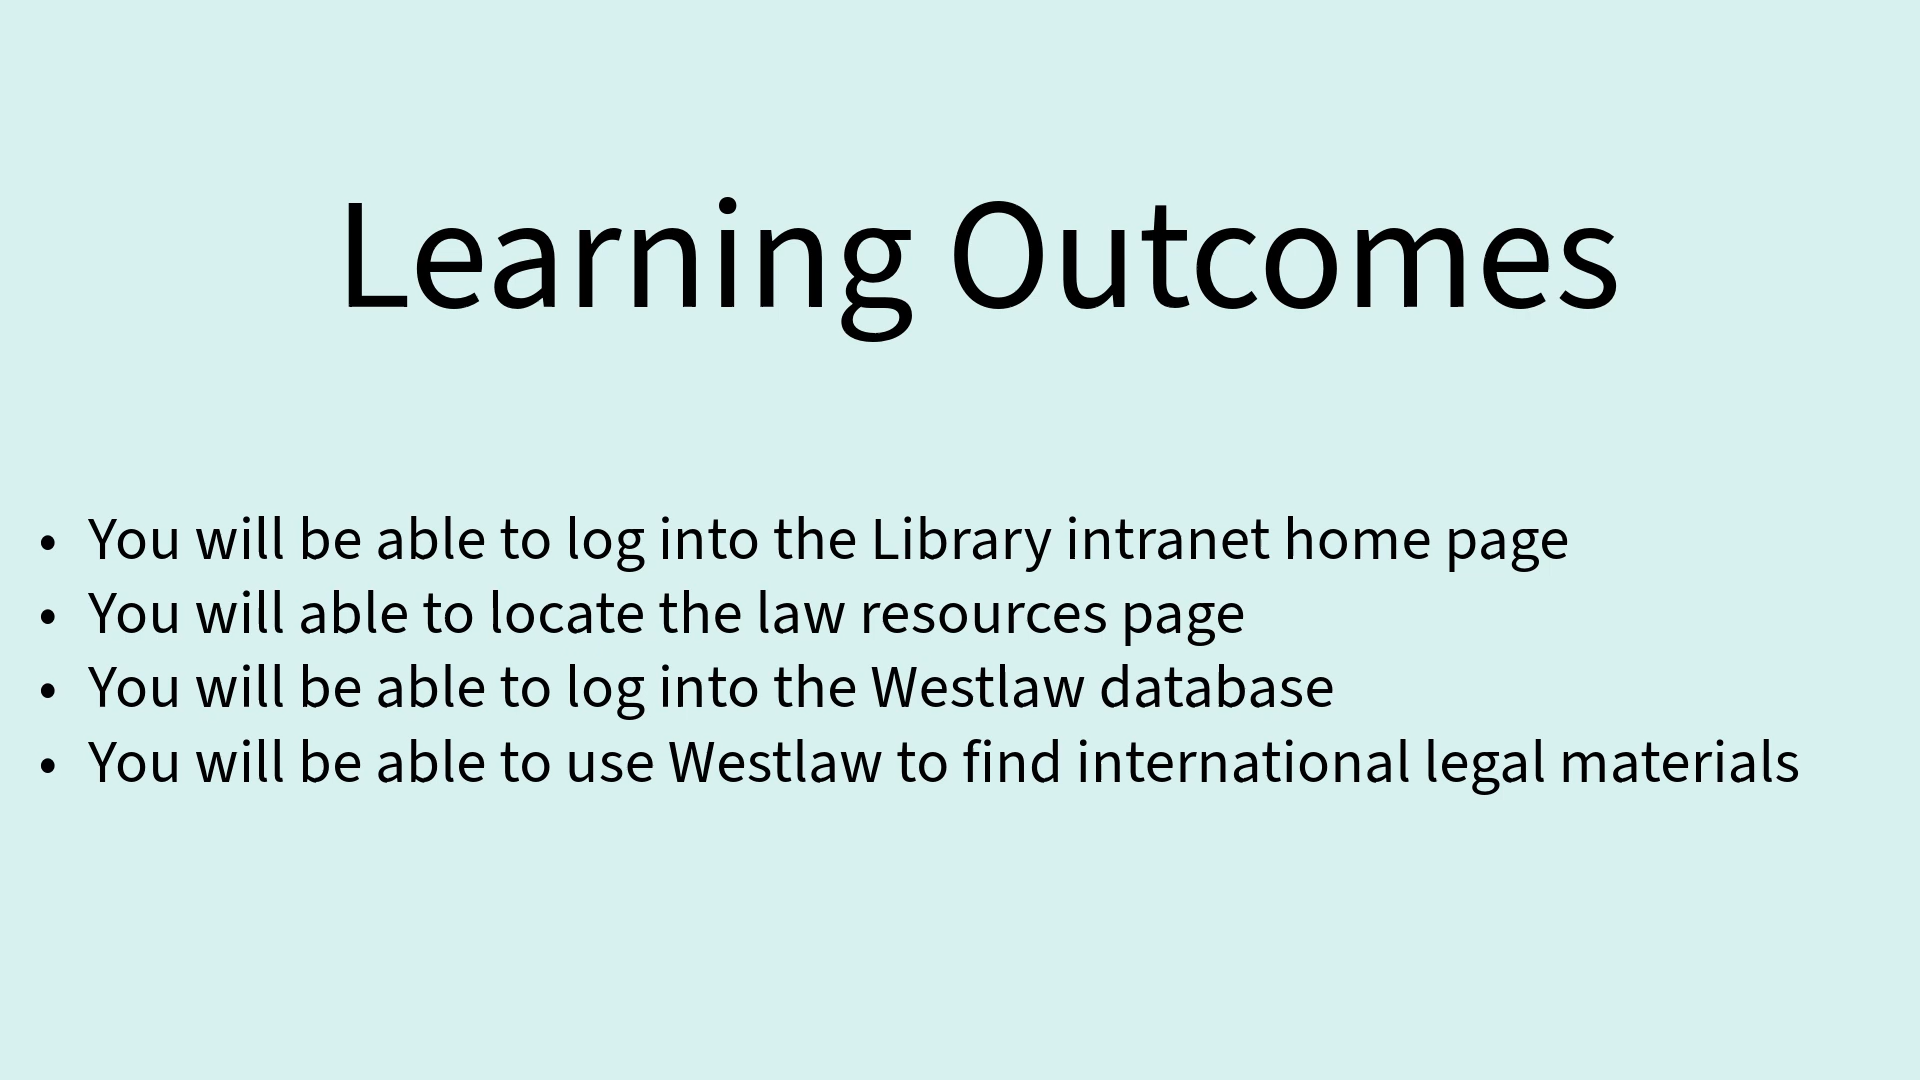 Learning Outcomes
• You will be able to log into the Library intranet home page
• You will able to locate the law resources page
• You will be able to log into the Westlaw database
• You will be able to use Westlaw to find international legal materials